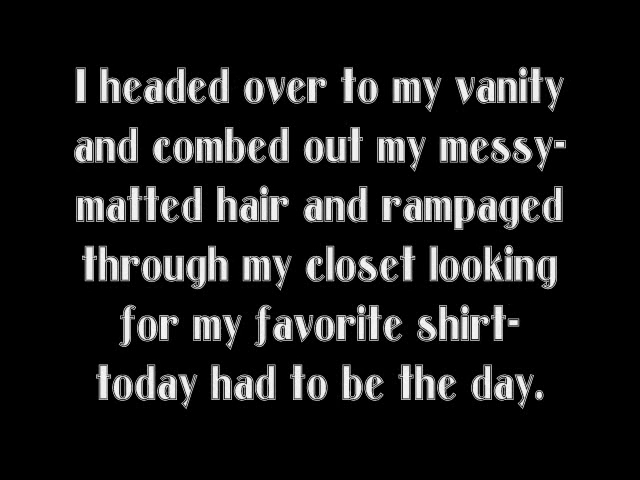 I headed over to my vanity
and combed out my messy-
matted hair and rampaged
through my closet looking
for my favorite shirt-
today had to be the day.